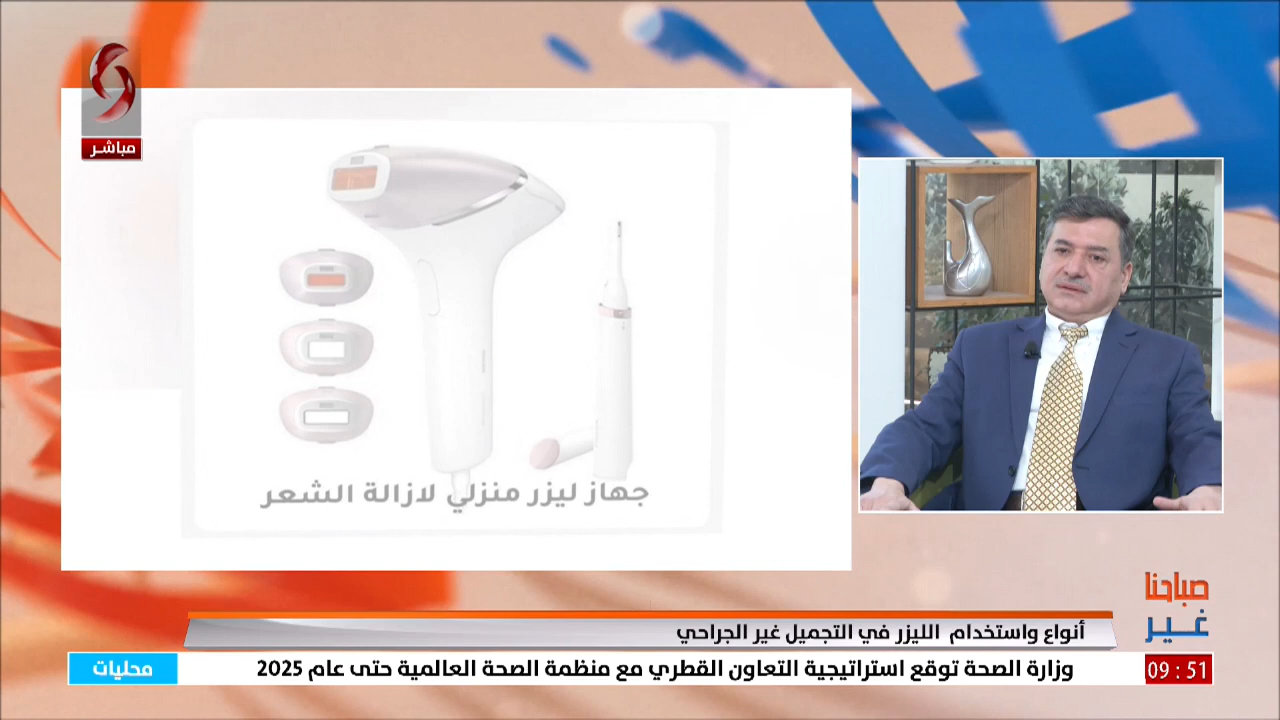 مباشر
جهاز ليزر منزلي لازالة الشعر
صباحنا
غير
أنواع واستخدام الليزر في التجميل غير الجراحي
وزارة الصحة توقع استراتيجية التعاون القطري مع منظمة الصحة العالمية حتى عام 2025
محليات
09 : 51